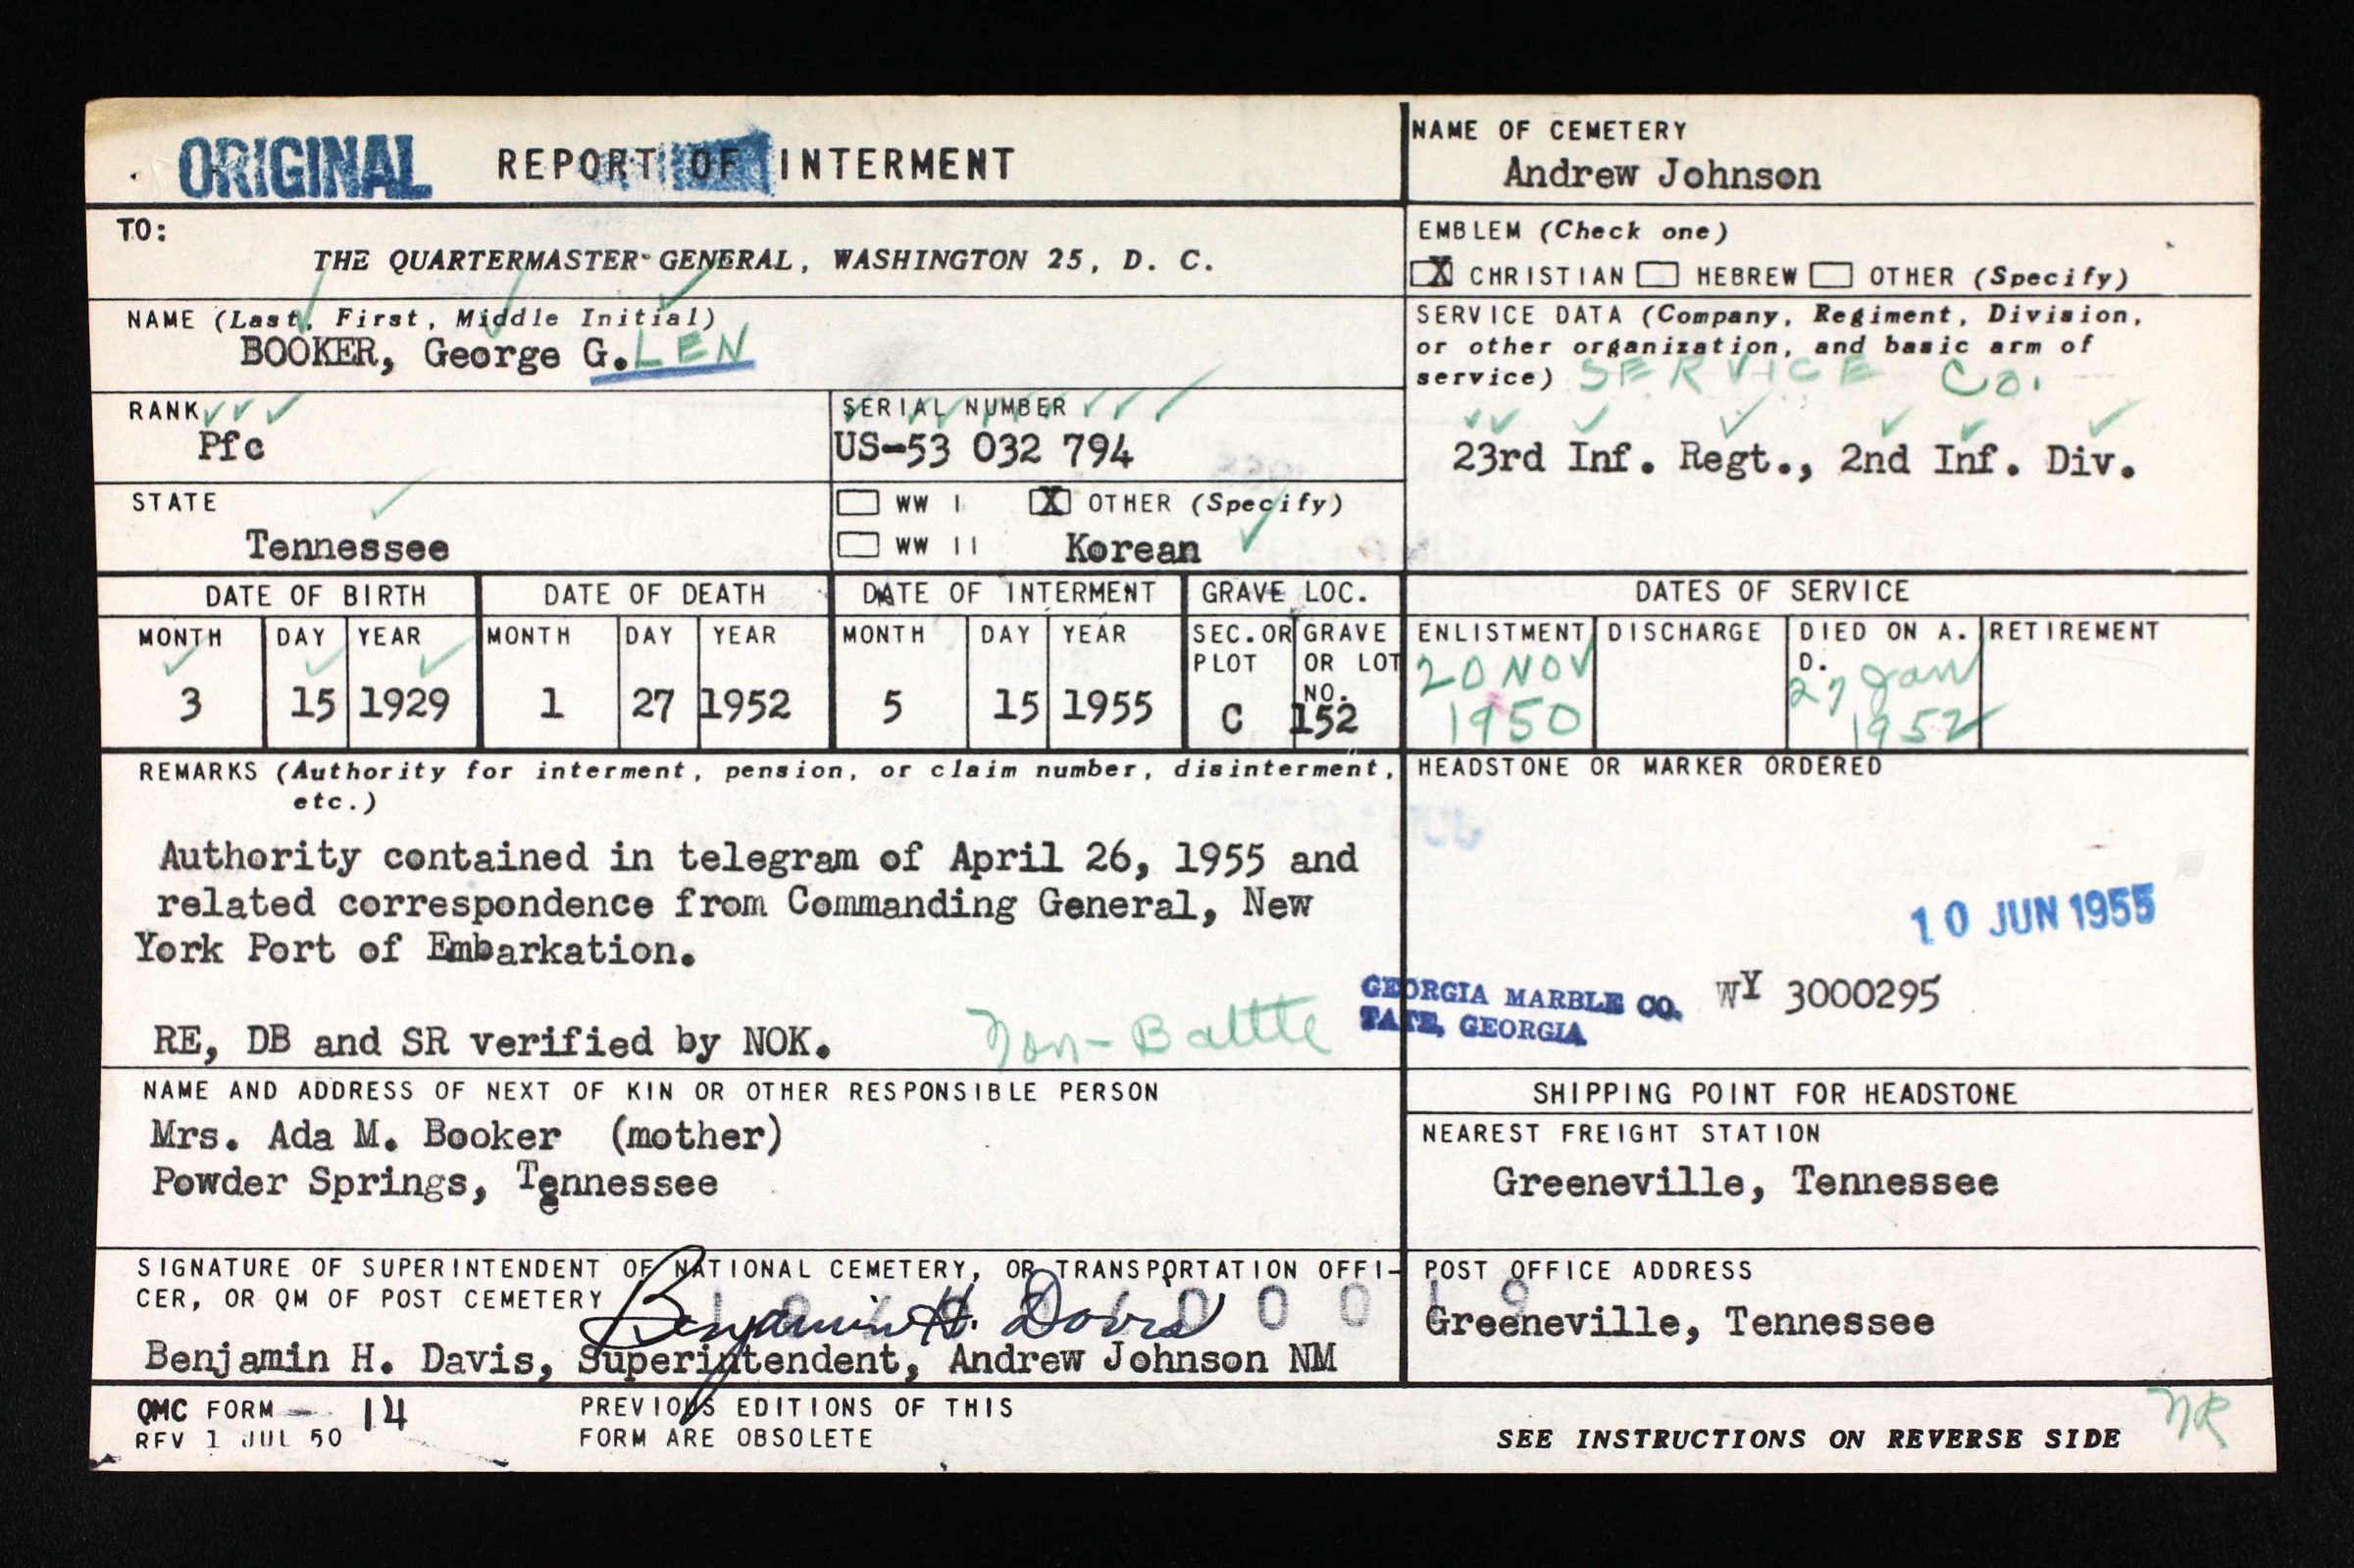 ORIGINAL REPORT OF INTERMENT
NAME OF CEMETERY
Andrew Johnson
TO:
THE QUARTERMASTER GENERAL, WASHINGTON 25, D. C.
EMBLEM (Check one)
X CHRISTIAN HEBREW OTHER (Specify)
NAME (Last, First, Middle Initial)
BOOKER, George G.LEN
SERVICE DATA (Company, Regiment, Division,
or other organization, and basic arm of
service) SERVICE Co.
23rd Inf. Regt., 2nd Inf. Div.
RANK
Pfc
SERIAL NUMBER
US-53 032 794
STATE
Tennessee
WW I X OTHER (Specify)
WW II Korean
DATE OF BIRTH
MONTH DAY YEAR
3 15 1929
DATE OF DEATH
MONTH DAY YEAR
1 27 1952
DATE OF INTERMENT
MONTH DAY YEAR
5 15 1955
GRAVE LOC.
SEC. OR PLOT
C
GRAVE OR LOT NO.
152
DATES OF SERVICE
ENLISTMENT
20 NOV
1950
DISCHARGE
DIED ON A. D.
27 Jan
1952
RETIREMENT
REMARKS (Authority for interment, pension, or claim number, disinterment,
etc.)
Authority contained in telegram of April 26, 1955 and
related correspondence from Commanding General, New
York Port of Embarkation.
RE, DB and SR verified by NOK.
Non-Battle
HEADSTONE OR MARKER ORDERED
10 JUN 1955
GEORGIA MARBLE CO.
TATE, GEORGIA
WY 3000295
NAME AND ADDRESS OF NEXT OF KIN OR OTHER RESPONSIBLE PERSON
Mrs. Ada M. Booker (mother)
Powder Springs, Tennessee
SHIPPING POINT FOR HEADSTONE
NEAREST FREIGHT STATION
Greeneville, Tennessee
SIGNATURE OF SUPERINTENDENT OF NATIONAL CEMETERY, OR TRANSPORTATION OFFI-
CER, OR QM OF POST CEMETERY
Benjamin H. Davis
Benjamin H. Davis, Superintendent, Andrew Johnson NM
POST OFFICE ADDRESS
Greeneville, Tennessee
QMC FORM 14
REV 1 JUL 50
PREVIOUS EDITIONS OF THIS
FORM ARE OBSOLETE
SEE INSTRUCTIONS ON REVERSE SIDE
NR